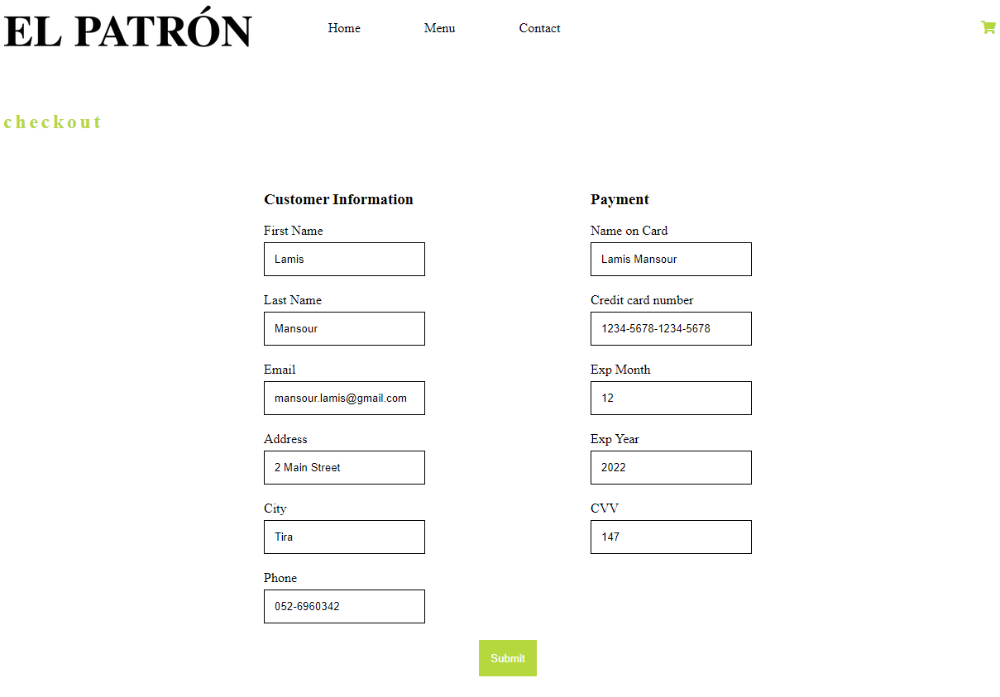 EL PATRÓN Home Menu Contact
checkout
Customer Information
First Name
Lamis
Last Name
Mansour
Email
mansour.lamis@gmail.com
Address
2 Main Street
City
Tira
Phone
052-6960342
Payment
Name on Card
Lamis Mansour
Credit card number
1234-5678-1234-5678
Exp Month
12
Exp Year
2022
CVV
147
Submit